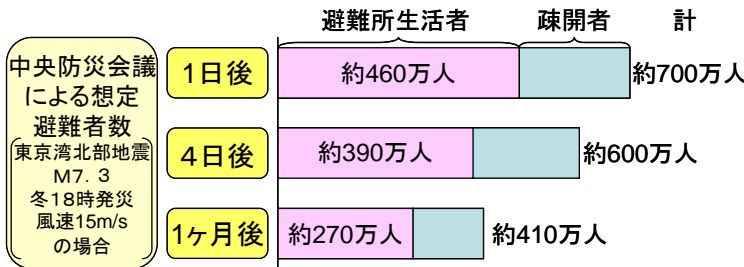 避難所生活者 疎開者 計
中央防災会議
による想定
避難者数
東京湾北部地震
M7.3
冬18時発災
風速15m/s
の場合
1日後 約460万人 約700万人
4日後 約390万人 約600万人
1ヶ月後 約270万人 約410万人